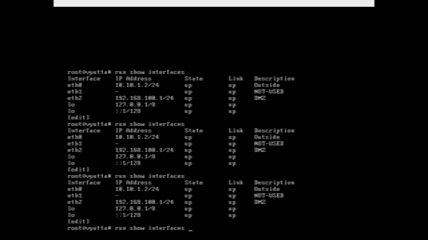 root@vyatta# run show interfaces
Interface IP Address State Link Description
eth0 10.10.1.2/24 up up Outside
eth1 - up up NOT-USED
eth2 192.168.100.1/24 up up DMZ
lo 127.0.0.1/8 up up
lo ::1/128 up up
[edit]
root@vyatta# run show interfaces
Interface IP Address State Link Description
eth0 10.10.1.2/24 up up Outside
eth1 - up up NOT-USED
eth2 192.168.100.1/24 up up DMZ
lo 127.0.0.1/8 up up
lo ::1/128 up up
[edit]
root@vyatta# run show interfaces
Interface IP Address State Link Description
eth0 10.10.1.2/24 up up Outside
eth1 - up up NOT-USED
eth2 192.168.100.1/24 up up DMZ
lo 127.0.0.1/8 up up
lo ::1/128 up up
[edit]
root@vyatta# run show interfaces _